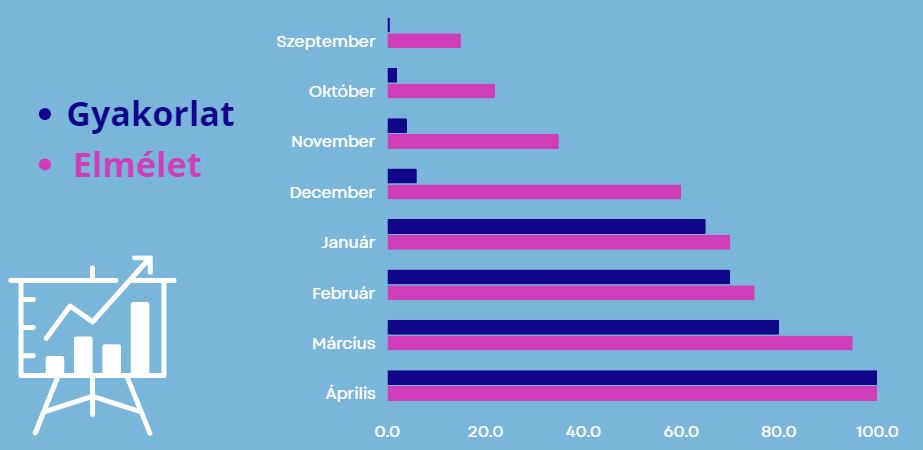 • Gyakorlat
• Elmélet
Szeptember
Október
November
December
Január
Február
Március
Április
0.0 20.0 40.0 60.0 80.0 100.0